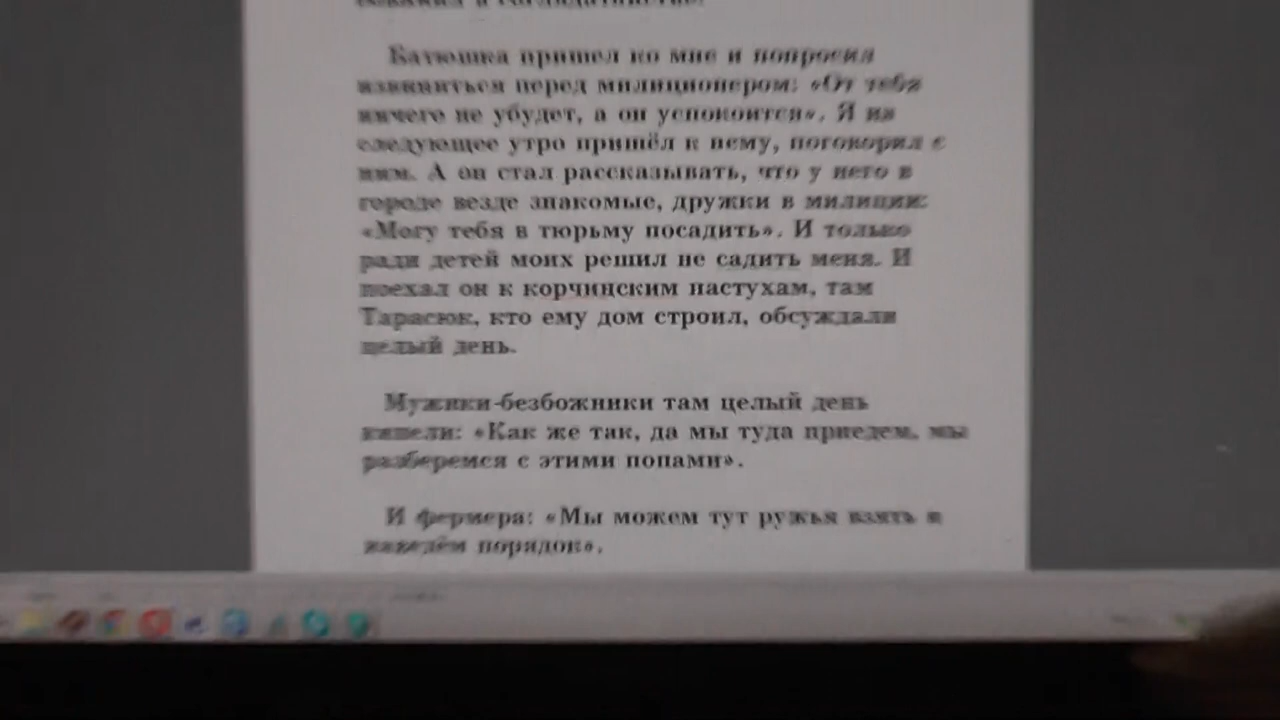 Батюшка пришел ко мне и попросил
извиниться перед милиционером: «От тебя
ничего не убудет, а он успокоится». Я на
следующее утро пришёл к нему, поговорил с
ним. А он стал рассказывать, что у него в
городе везде знакомые, дружки в милиции:
«Могу тебя в тюрьму посадить». И только
ради детей моих решил не садить меня. И
поехал он к корчинским пастухам, там
Тарасюк, кто ему дом строил, обсуждали
целый день.
Мужики-безбожники там целый день
кипели: «Как же так, да мы туда приедем, мы
разберемся с этими попами».
И фермера: «Мы можем тут ружья взять и
наведём порядок».